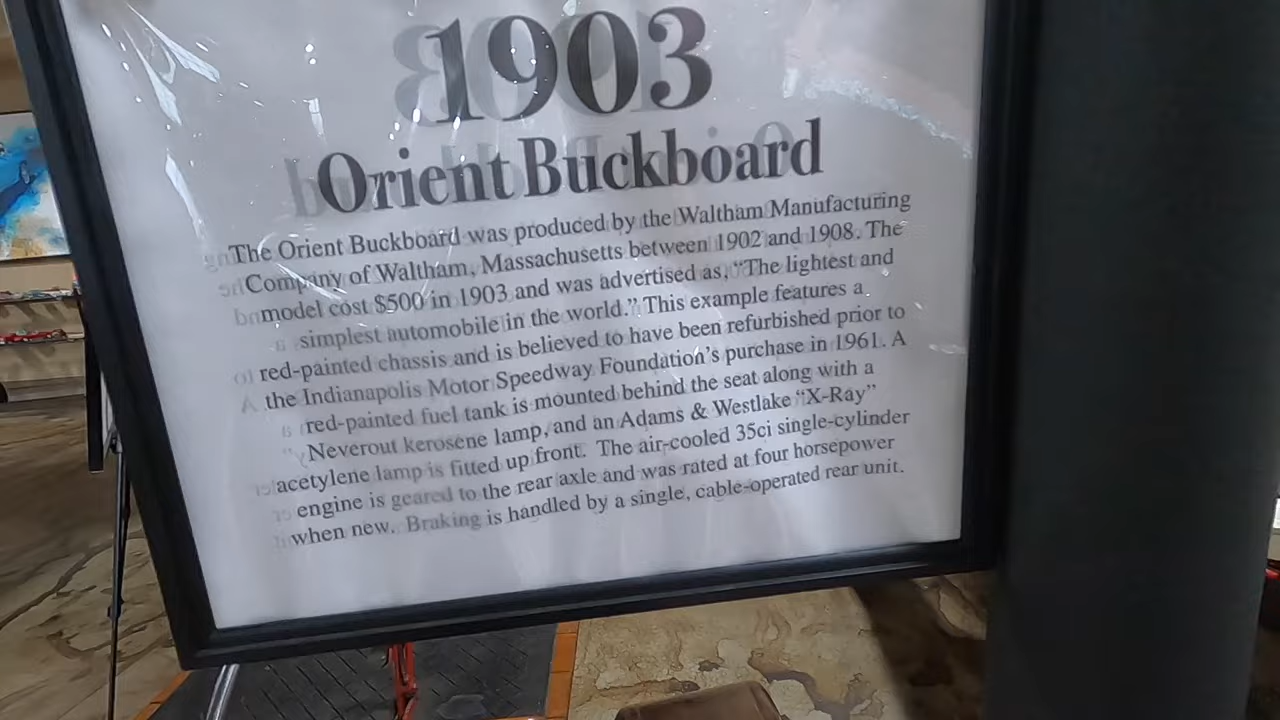 1903
Orient Buckboard
The Orient Buckboard was produced by the Waltham Manufacturing
Company of Waltham, Massachusetts between 1902 and 1908. The
model cost $500 in 1903 and was advertised as, “The lightest and
simplest automobile in the world.” This example features a
red-painted chassis and is believed to have been refurbished prior to
the Indianapolis Motor Speedway Foundation's purchase in 1961. A
red-painted fuel tank is mounted behind the seat along with a
Neverout kerosene lamp, and an Adams & Westlake “X-Ray”
acetylene lamp is fitted up front. The air-cooled 35ci single-cylinder
engine is geared to the rear axle and was rated at four horsepower
when new. Braking is handled by a single, cable-operated rear unit.